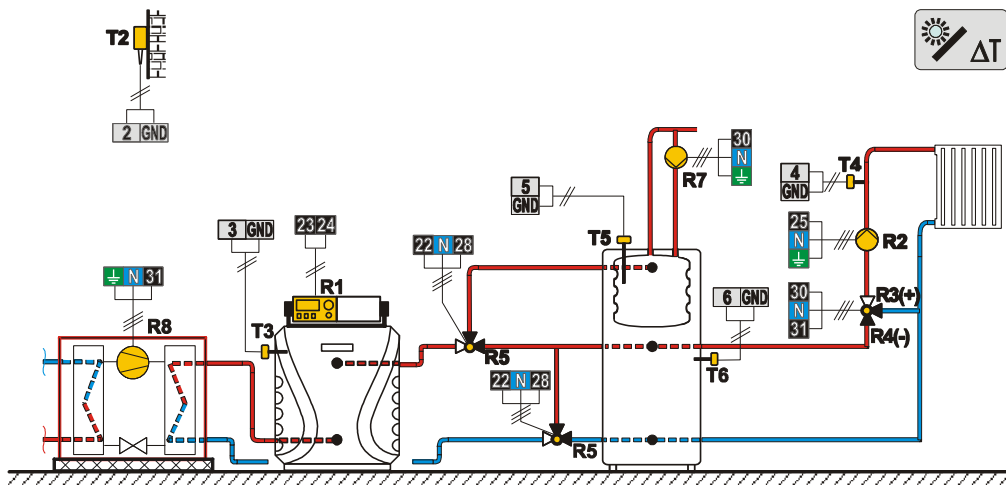 T2
2 GND
ΔT
30
N
R7
5
GND
4
GND
T4
3 GND
23 24
22 N 28
T5
25
N
R2
N 31
R8
R1
6 GND
30
N
31
R3(+)
R4(-)
T3
R5
T6
22 N 28
R5